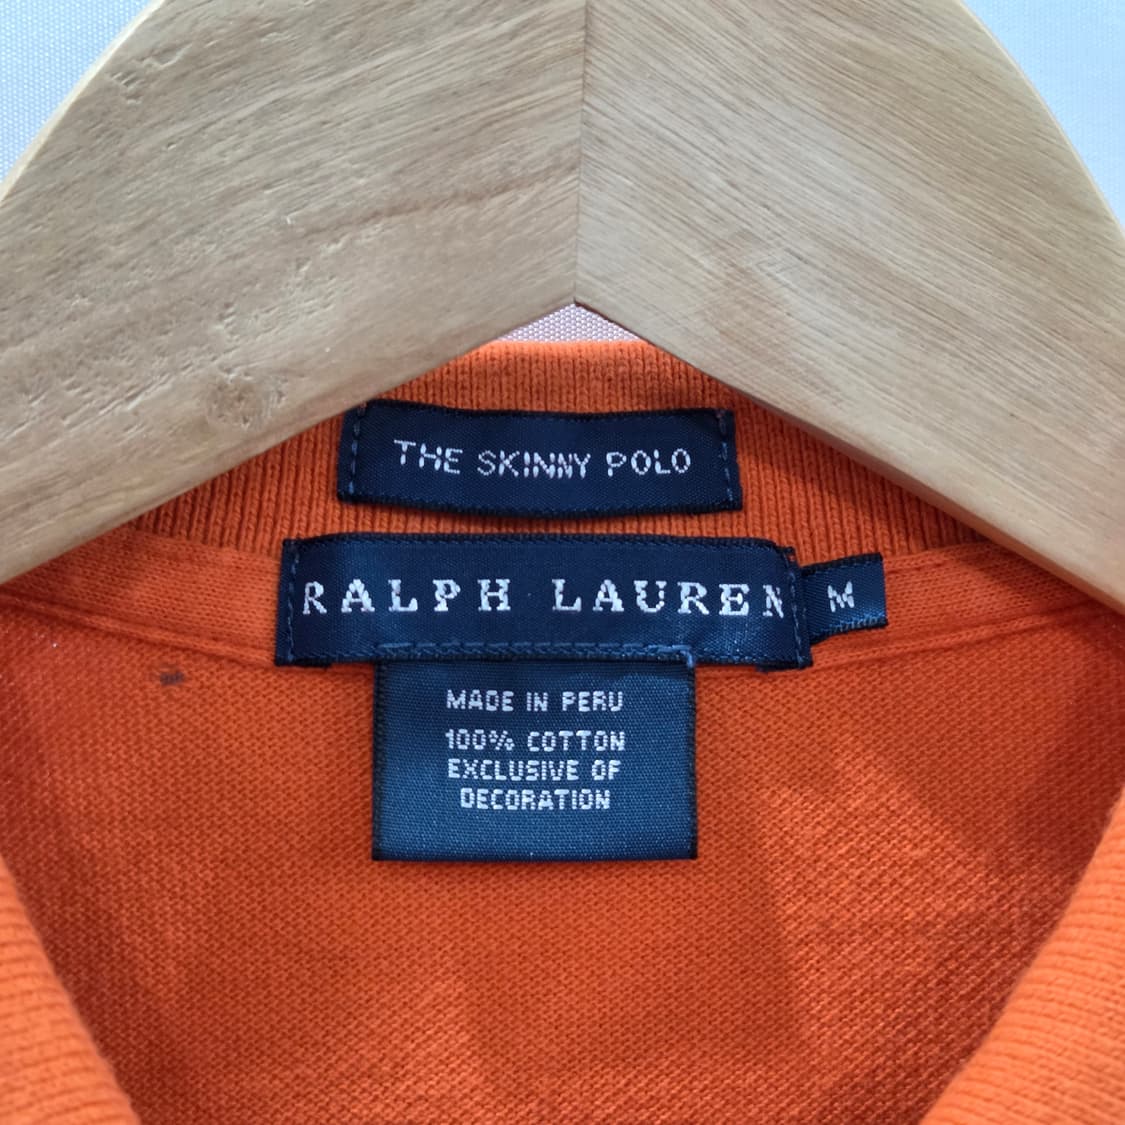 THE SKINNY POLO
RALPH LAUREN
M
MADE IN PERU
100% COTTON
EXCLUSIVE OF
DECORATION